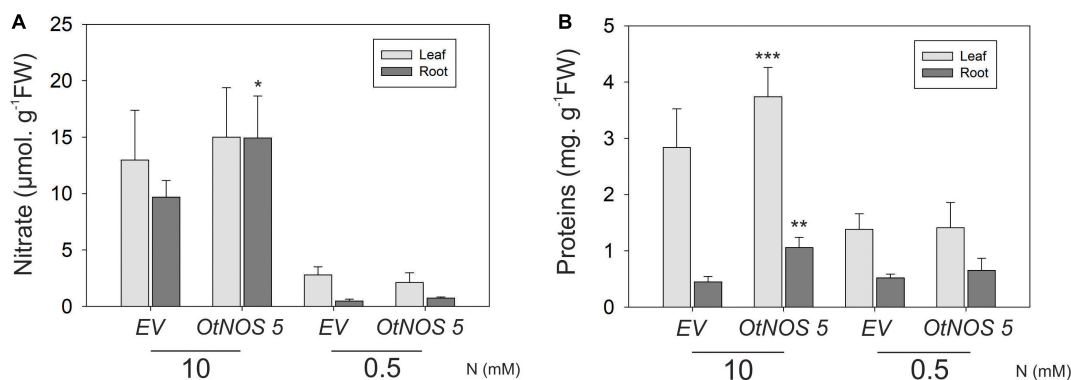 A
Nitrate (µmol. g⁻¹FW)
25
20
15
10
5
0
Leaf
Root
*
EV
OtNOS 5
EV
OtNOS 5
10
0.5
N (mM)
B
Proteins (mg. g⁻¹FW)
5
4
3
2
1
0
Leaf
Root
***
**
EV
OtNOS 5
EV
OtNOS 5
10
0.5
N (mM)